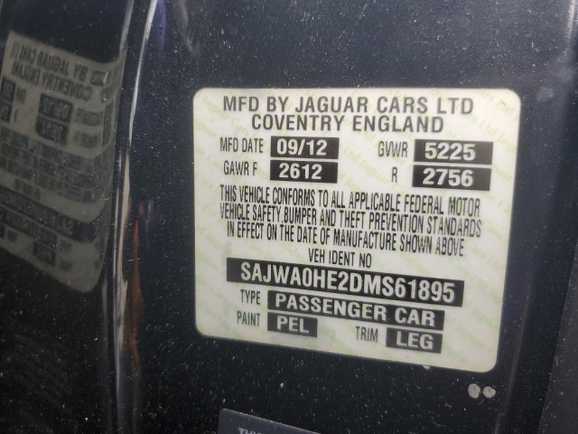 MFD BY JAGUAR CARS LTD
COVENTRY ENGLAND
MFD DATE 09/12 GVWR 5225
GAWR F 2612 R 2756
THIS VEHICLE CONFORMS TO ALL APPLICABLE FEDERAL MOTOR
VEHICLE SAFETY, BUMPER AND THEFT PREVENTION STANDARDS
IN EFFECT ON THE DATE OF MANUFACTURE SHOWN ABOVE
VEH IDENT NO
SAJWA0HE2DMS61895
TYPE PASSENGER CAR
PAINT PEL TRIM LEG